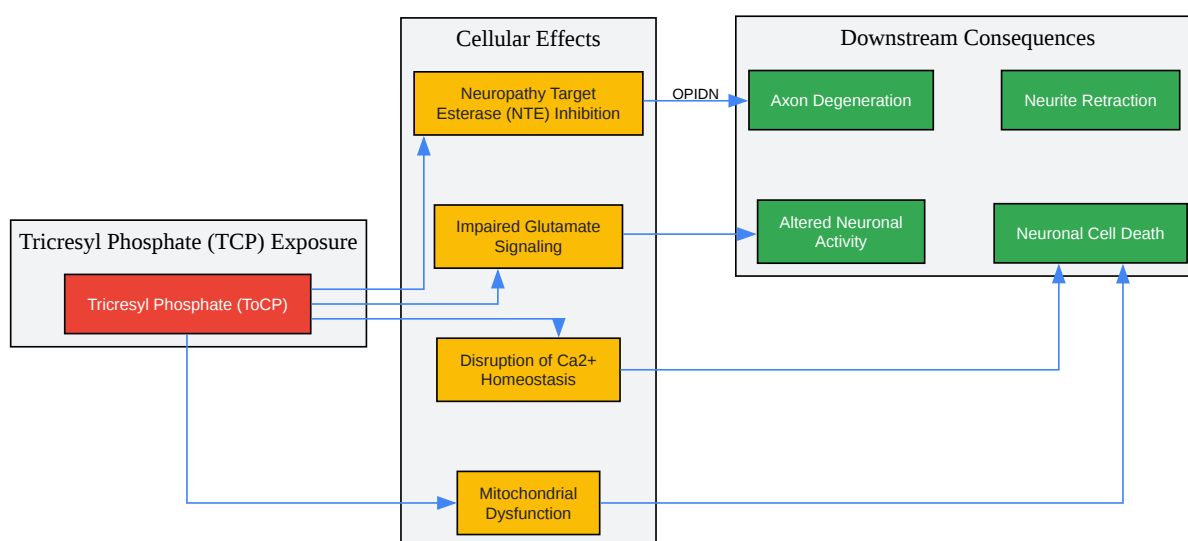 Cellular Effects
Downstream Consequences
Neuropathy Target
Esterase (NTE) Inhibition
OPIDN
Axon Degeneration
Neurite Retraction
Impaired Glutamate
Signaling
Altered Neuronal
Activity
Neuronal Cell Death
Tricresyl Phosphate (TCP) Exposure
Tricresyl Phosphate (ToCP)
Disruption of Ca2+
Homeostasis
Mitochondrial
Dysfunction